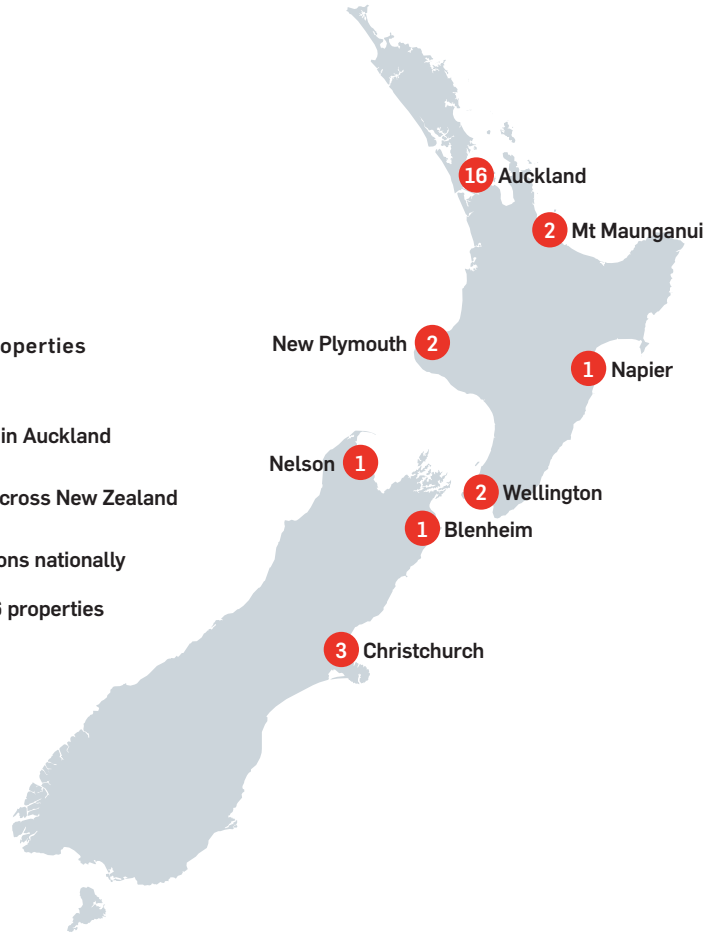 16 Auckland
2 Mt Maunganui
operties
New Plymouth 2
1 Napier
in Auckland
Nelson 1
cross New Zealand
2 Wellington
1 Blenheim
ons nationally
properties
3 Christchurch